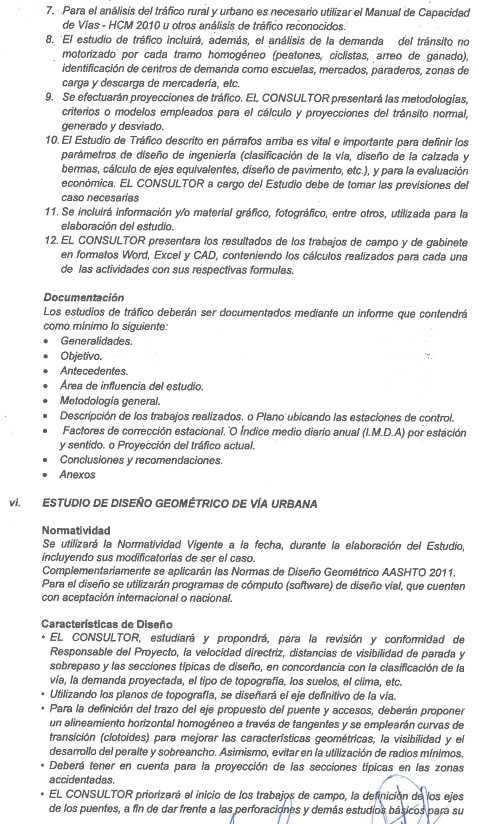 7. Para el análisis del tráfico rural y urbano es necesario utilizar el Manual de Capacidad
de Vías - HCM 2010 u otros análisis de tráfico reconocidos.
8. El estudio de tráfico incluirá, además, el análisis de la demanda del tránsito no
motorizado por cada tramo homogéneo (peatones, ciclistas, arreo de ganado),
identificación de centros de demanda como escuelas, mercados, paraderos, zonas de
carga y descarga de mercadería, etc.
9. Se efectuarán proyecciones de tráfico. EL CONSULTOR presentará las metodologías,
criterios o modelos empleados para el cálculo y proyecciones del tránsito normal,
generado y desviado.
10. El Estudio de Tráfico descrito en párrafos arriba es vital e importante para definir los
parámetros de diseño de ingeniería (clasificación de la vía, diseño de la calzada y
bermas, cálculo de ejes equivalentes, diseño de pavimento, etc.), y para la evaluación
económica. EL CONSULTOR a cargo del Estudio debe de tomar las previsiones del
caso necesarias
11. Se incluirá información y/o material gráfico, fotográfico, entre otros, utilizada para la
elaboración del estudio.
12. EL CONSULTOR presentara los resultados de los trabajos de campo y de gabinete
en formatos Word, Excel y CAD, conteniendo los cálculos realizados para cada una
de las actividades con sus respectivas formulas.
Documentación
Los estudios de tráfico deberán ser documentados mediante un informe que contendrá
como mínimo lo siguiente:
• Generalidades.
• Objetivo.
• Antecedentes.
• Área de influencia del estudio.
• Metodología general.
• Descripción de los trabajos realizados. o Plano ubicando las estaciones de control.
• Factores de corrección estacional. O Índice medio diario anual (I.M.D.A) por estación
y sentido. o Proyección del tráfico actual.
• Conclusiones y recomendaciones.
• Anexos
vi. ESTUDIO DE DISEÑO GEOMÉTRICO DE VÍA URBANA
Normatividad
Se utilizará la Normatividad Vigente a la fecha, durante la elaboración del Estudio,
incluyendo sus modificatorias de ser el caso.
Complementariamente se aplicarán las Normas de Diseño Geométrico AASHTO 2011.
Para el diseño se utilizarán programas de cómputo (software) de diseño vial, que cuenten
con aceptación internacional o nacional.
Características de Diseño
• EL CONSULTOR, estudiará y propondrá, para la revisión y conformidad de
Responsable del Proyecto, la velocidad directriz, distancias de visibilidad de parada y
sobrepaso y las secciones típicas de diseño, en concordancia con la clasificación de la
vía, la demanda proyectada, el tipo de topografía, los suelos, el clima, etc.
• Utilizando los planos de topografía, se diseñará el eje definitivo de la vía.
• Para la definición del trazo del eje propuesto del puente y accesos, deberán proponer
un alineamiento horizontal homogéneo a través de tangentes y se emplearán curvas de
transición (clotoides) para mejorar las características geométricas, la visibilidad y el
desarrollo del peralte y sobreancho. Asimismo, evitar en la utilización de radios mínimos.
• Deberá tener en cuenta para la proyección de las secciones típicas en las zonas
accidentadas.
• EL CONSULTOR priorizará al inicio de los trabajos de campo, la definición de los ejes
de los puentes, a fin de dar frente a las perforaciones y demás estudios básicos para su